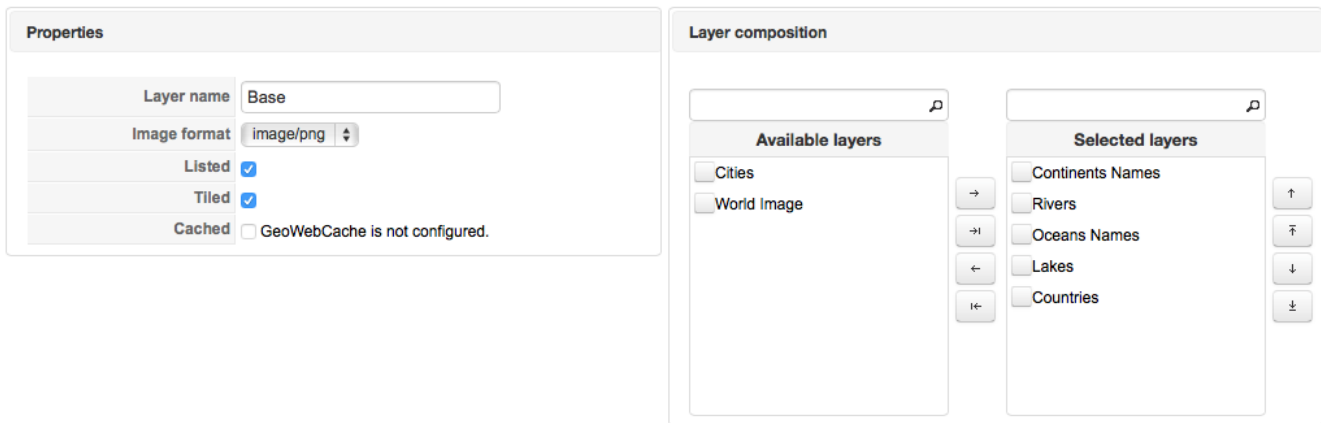 Properties
Layer name Base
Image format image/png
Listed
Tiled
Cached GeoWebCache is not configured.
Layer composition
Available layers
Cities
World Image
Selected layers
Continents Names
Rivers
Oceans Names
Lakes
Countries